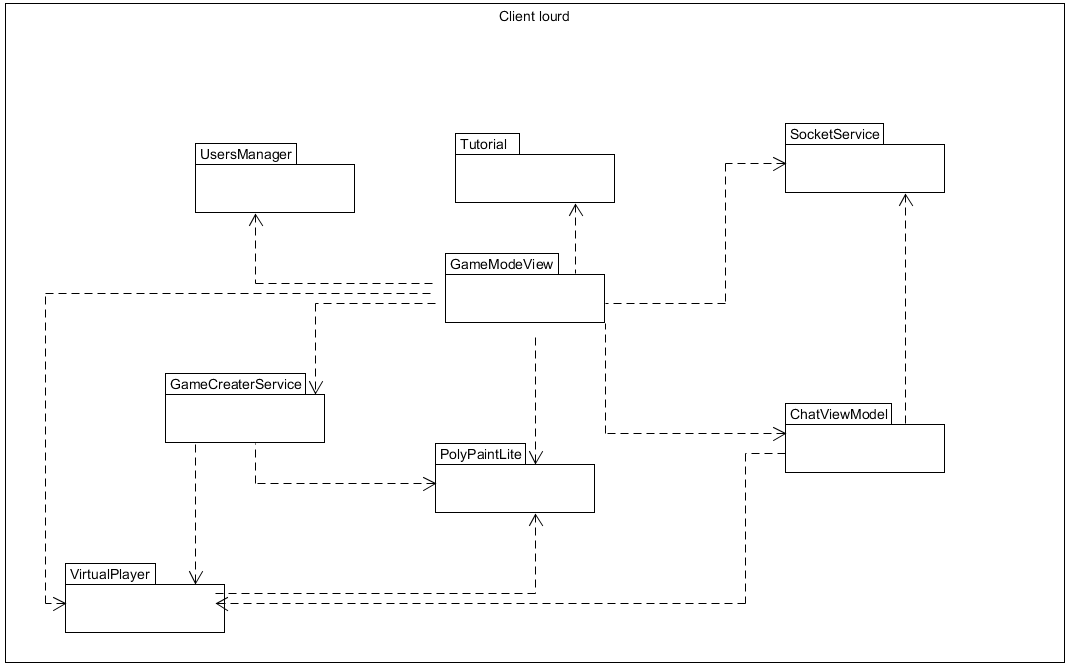 Client lourd
SocketService
Tutorial
UsersManager
GameModeView
GameCreaterService
ChatViewModel
PolyPaintLite
VirtualPlayer